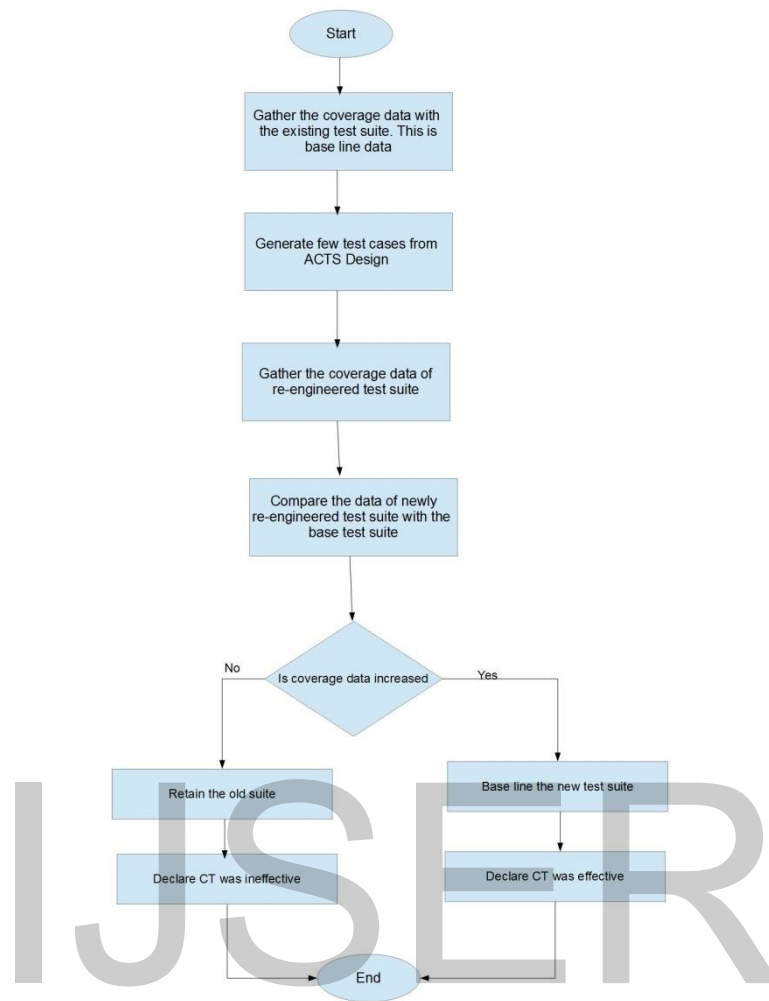 Start
Gather the coverage data with
the existing test suite. This is
base line data
Generate few test cases from
ACTS Design
Gather the coverage data of
re-engineered test suite
Compare the data of newly
re-engineered test suite with the
base test suite
Is coverage data increased
No
Yes
Retain the old suite
Base line the new test suite
Declare CT was ineffective
Declare CT was effective
End
IJSER